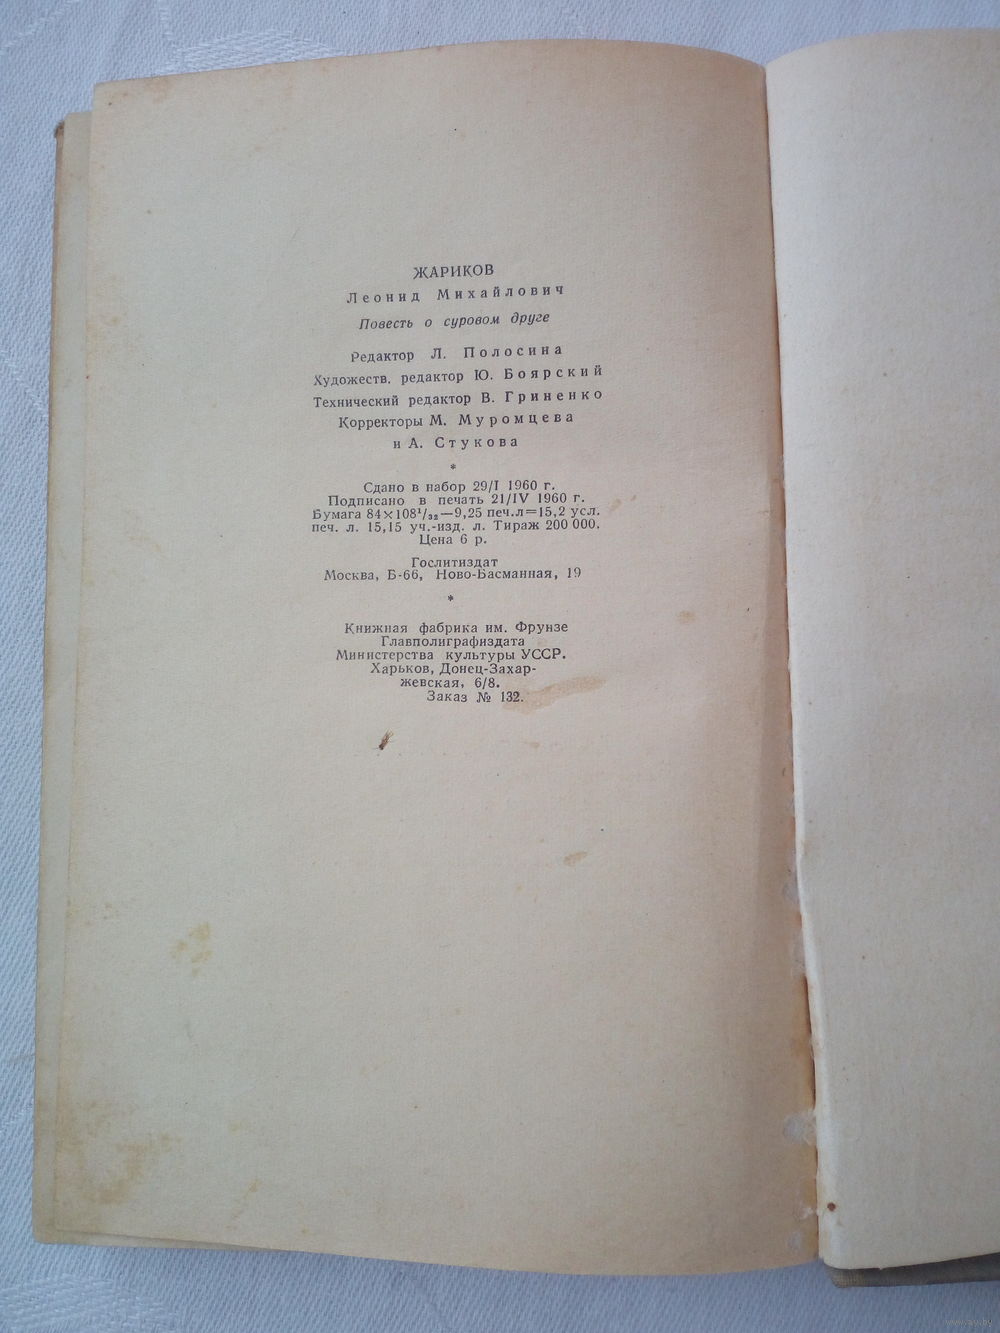 ЖАРИКОВ
Леонид Михайлович
Повесть о суровом друге
Редактор Л. Полосина
Художеств. редактор Ю. Боярский
Технический редактор В. Гриненко
Корректоры М. Муромцева
и А. Стукова
*
Сдано в набор 29/I 1960 г.
Подписано в печать 21/IV 1960 г.
Бумага 84×108¹/₃₂—9,25 печ.л=15,2 усл.
печ. л. 15,15 уч.-изд. л. Тираж 200 000.
Цена 6 р.
Гослитиздат
Москва, Б-66, Ново-Басманная, 19
*
Книжная фабрика им. Фрунзе
Главполиграфиздата
Министерства культуры УССР.
Харьков, Донец-Захар-
жевская, 6/8.
Заказ № 132.
www.ay.by